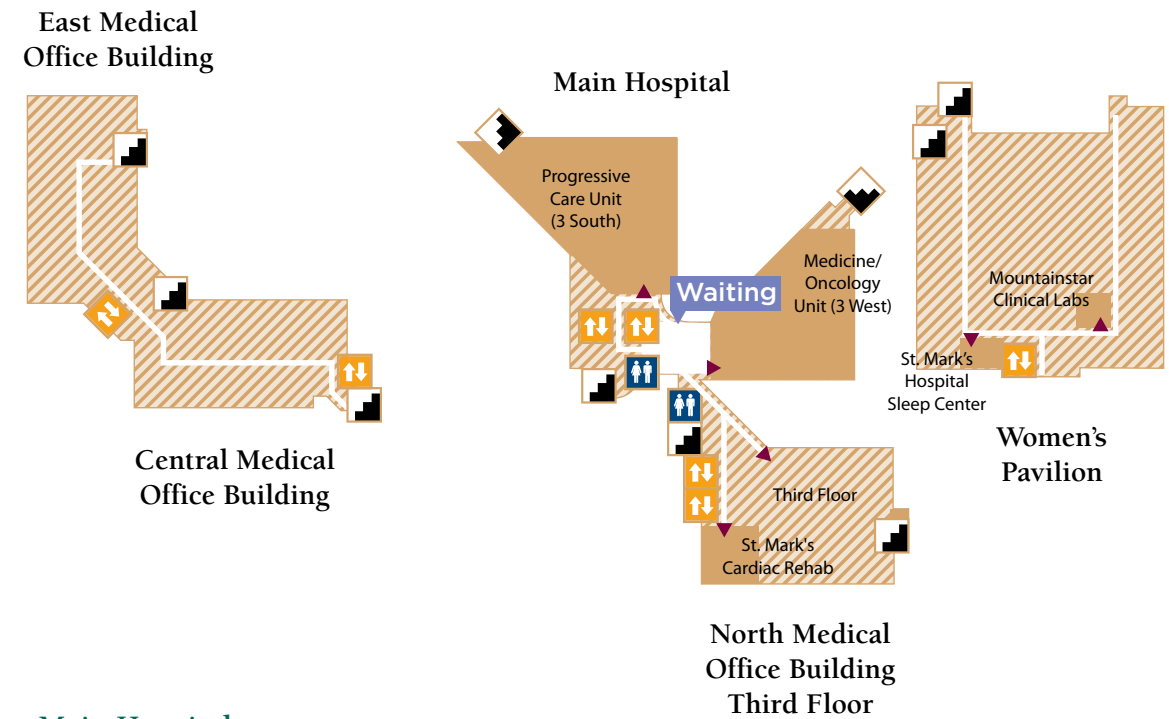 East Medical
Office Building
Main Hospital
Progressive
Care Unit
(3 South)
Medicine/
Oncology
Unit (3 West)
Waiting
Mountainstar
Clinical Labs
St. Mark's
Hospital
Sleep Center
Women's
Pavilion
Central Medical
Office Building
Third Floor
St. Mark's
Cardiac Rehab
North Medical
Office Building
Third Floor